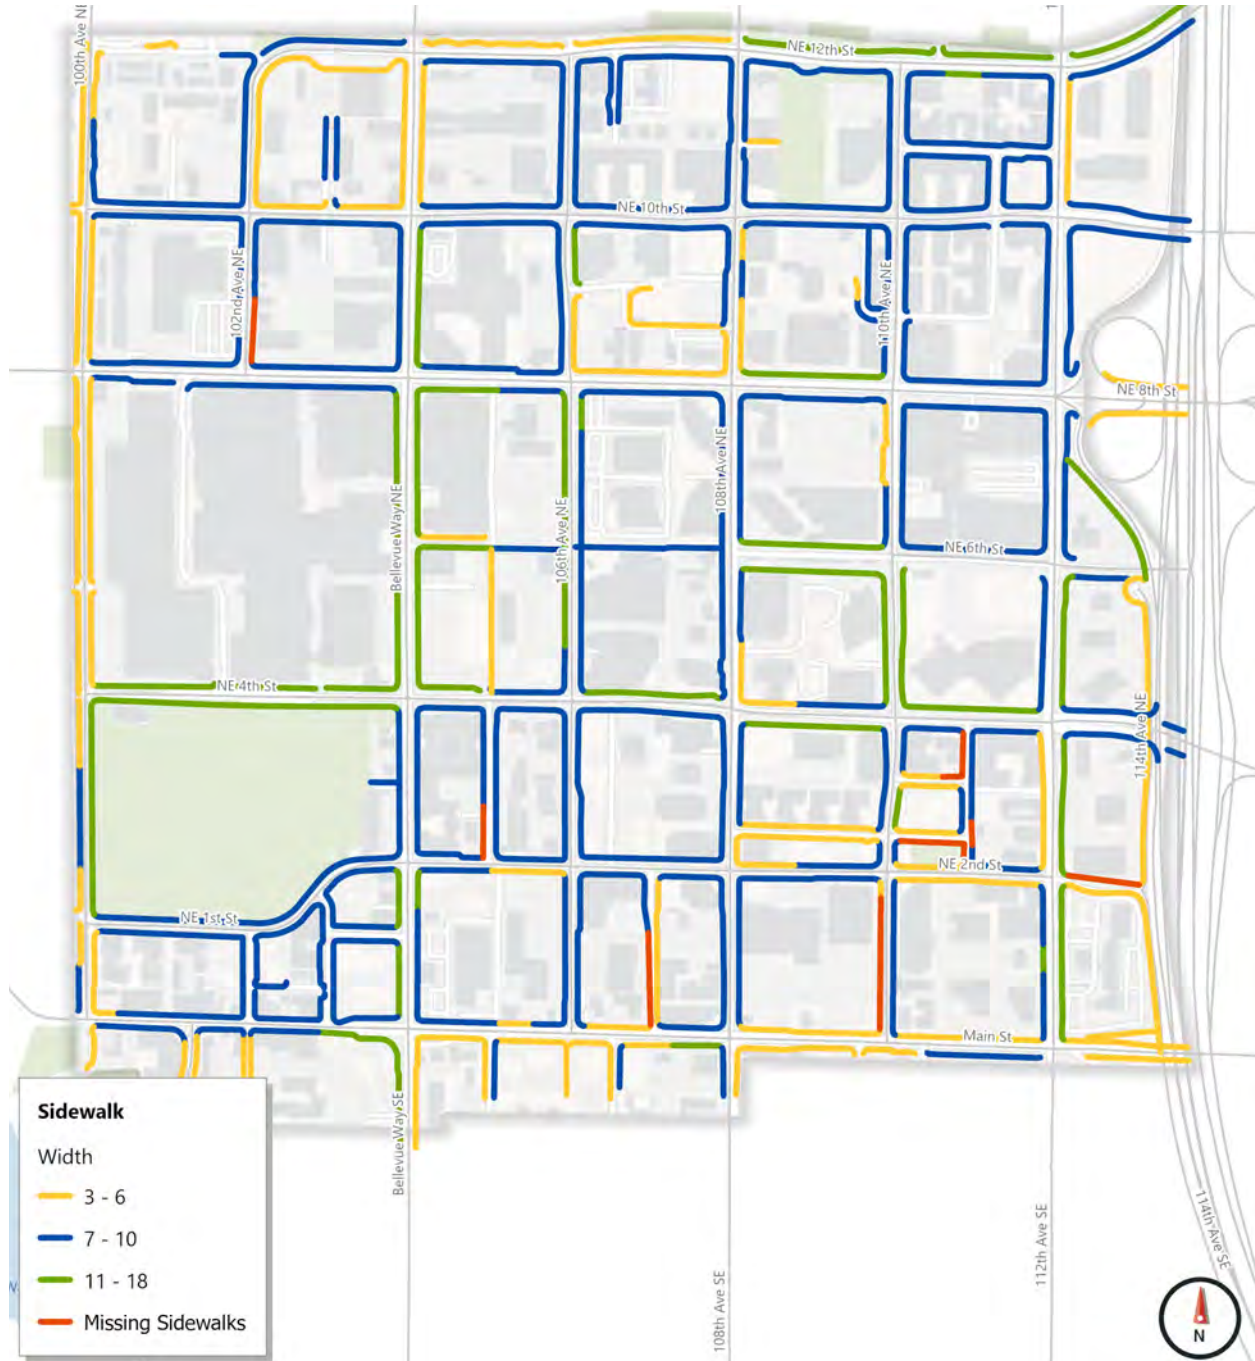 100th Ave NE
NE 12th St
NE 10th St
102nd Ave NE
110th Ave NE
NE 8th St
108th Ave NE
Bellevue Way NE
106th Ave NE
NE 6th St
NE 4th St
114th Ave NE
NE 2nd St
NE 1st St
Main St
Bellevue Way SE
Sidewalk
Width
3 - 6
7 - 10
11 - 18
Missing Sidewalks
108th Ave SE
112th Ave SE
114th Ave SE
N